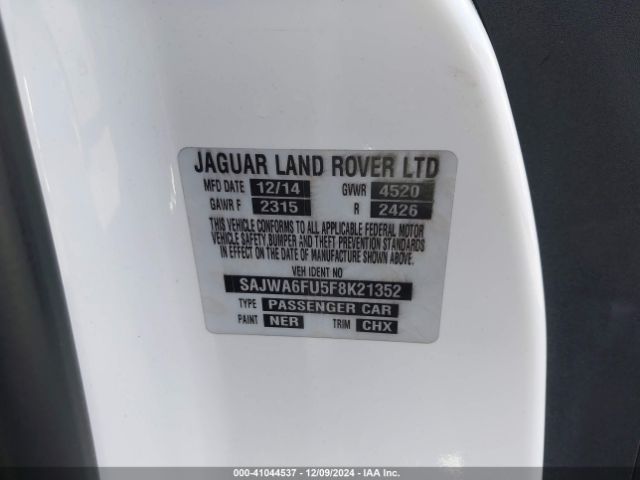 JAGUAR LAND ROVER LTD
MFD DATE 12/14 GVWR 4520
GAWR F 2315 R 2426
THIS VEHICLE CONFORMS TO ALL APPLICABLE FEDERAL MOTOR
VEHICLE SAFETY, BUMPER AND THEFT PREVENTION STANDARDS
IN EFFECT ON THE DATE OF MANUFACTURE SHOWN ABOVE.
VEH IDENT NO
SAJWA6FU5F8K21352
TYPE PASSENGER CAR
PAINT NER TRIM CHX
000-41044537 - 12/09/2024 - IAA Inc.